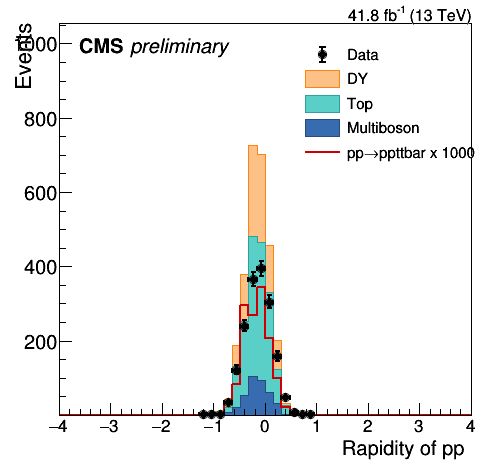 41.8 fb⁻¹ (13 TeV)
CMS preliminary
Events
1000
800
600
400
200
Data
DY
Top
Multiboson
pp→ppttbar x 1000
−4 −3 −2 −1 0 1 2 3 4
Rapidity of pp